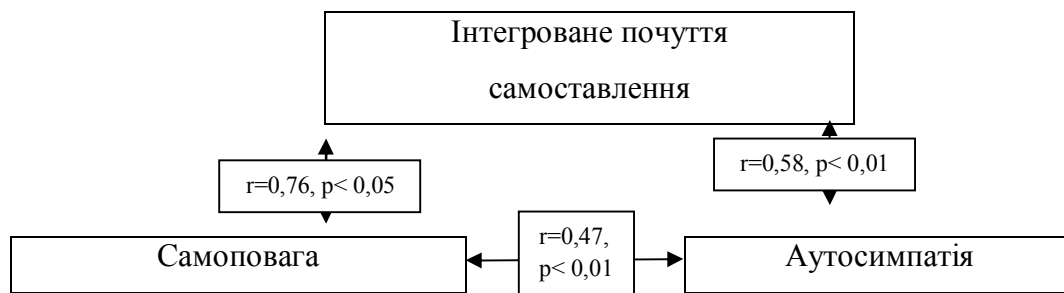 Інтегроване почуття
самоставлення
r=0,76, p< 0,05
r=0,58, p< 0,01
r=0,47,
p< 0,01
Самоповага
Аутосимпатія